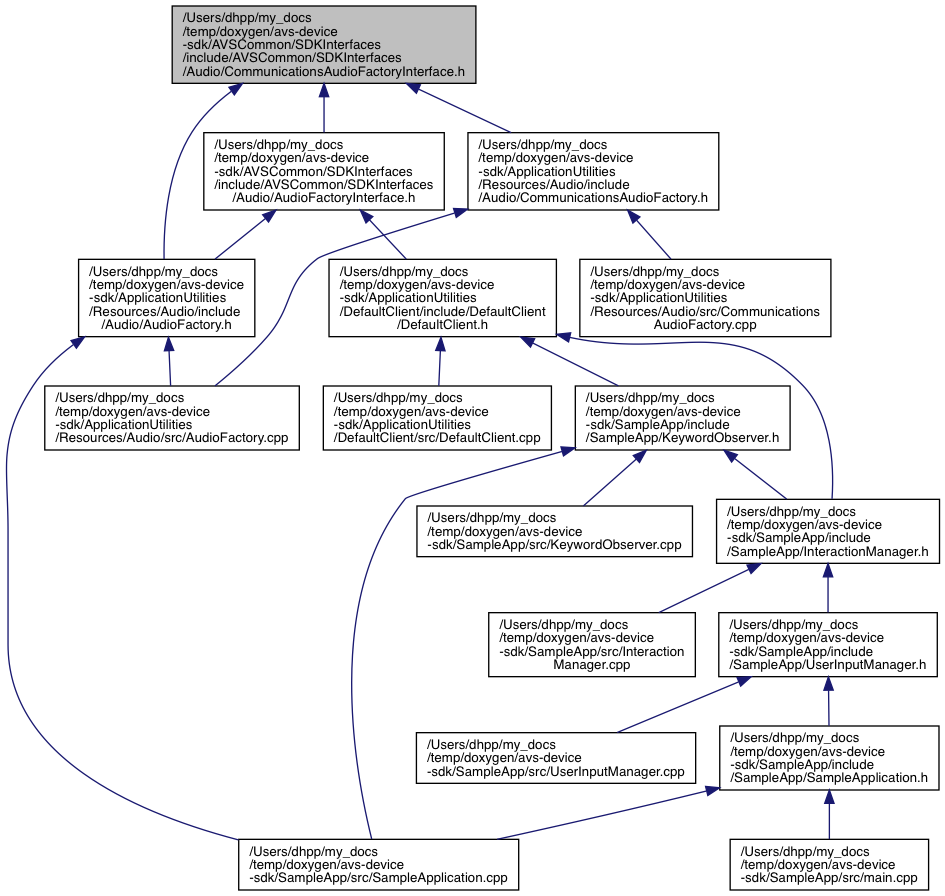 /Users/dhpp/my_docs
/temp/doxygen/avs-device
-sdk/AVSCommon/SDKInterfaces
/include/AVSCommon/SDKInterfaces
/Audio/CommunicationsAudioFactoryInterface.h
/Users/dhpp/my_docs
/temp/doxygen/avs-device
-sdk/AVSCommon/SDKInterfaces
/include/AVSCommon/SDKInterfaces
/Audio/AudioFactoryInterface.h
/Users/dhpp/my_docs
/temp/doxygen/avs-device
-sdk/ApplicationUtilities
/Resources/Audio/include
/Audio/CommunicationsAudioFactory.h
/Users/dhpp/my_docs
/temp/doxygen/avs-device
-sdk/ApplicationUtilities
/Resources/Audio/include
/Audio/AudioFactory.h
/Users/dhpp/my_docs
/temp/doxygen/avs-device
-sdk/ApplicationUtilities
/DefaultClient/include/DefaultClient
/DefaultClient.h
/Users/dhpp/my_docs
/temp/doxygen/avs-device
-sdk/ApplicationUtilities
/Resources/Audio/src/Communications
AudioFactory.cpp
/Users/dhpp/my_docs
/temp/doxygen/avs-device
-sdk/ApplicationUtilities
/Resources/Audio/src/AudioFactory.cpp
/Users/dhpp/my_docs
/temp/doxygen/avs-device
-sdk/ApplicationUtilities
/DefaultClient/src/DefaultClient.cpp
/Users/dhpp/my_docs
/temp/doxygen/avs-device
-sdk/SampleApp/include
/SampleApp/KeywordObserver.h
/Users/dhpp/my_docs
/temp/doxygen/avs-device
-sdk/SampleApp/src/KeywordObserver.cpp
/Users/dhpp/my_docs
/temp/doxygen/avs-device
-sdk/SampleApp/include
/SampleApp/InteractionManager.h
/Users/dhpp/my_docs
/temp/doxygen/avs-device
-sdk/SampleApp/src/Interaction
Manager.cpp
/Users/dhpp/my_docs
/temp/doxygen/avs-device
-sdk/SampleApp/include
/SampleApp/UserInputManager.h
/Users/dhpp/my_docs
/temp/doxygen/avs-device
-sdk/SampleApp/src/UserInputManager.cpp
/Users/dhpp/my_docs
/temp/doxygen/avs-device
-sdk/SampleApp/include
/SampleApp/SampleApplication.h
/Users/dhpp/my_docs
/temp/doxygen/avs-device
-sdk/SampleApp/src/SampleApplication.cpp
/Users/dhpp/my_docs
/temp/doxygen/avs-device
-sdk/SampleApp/src/main.cpp